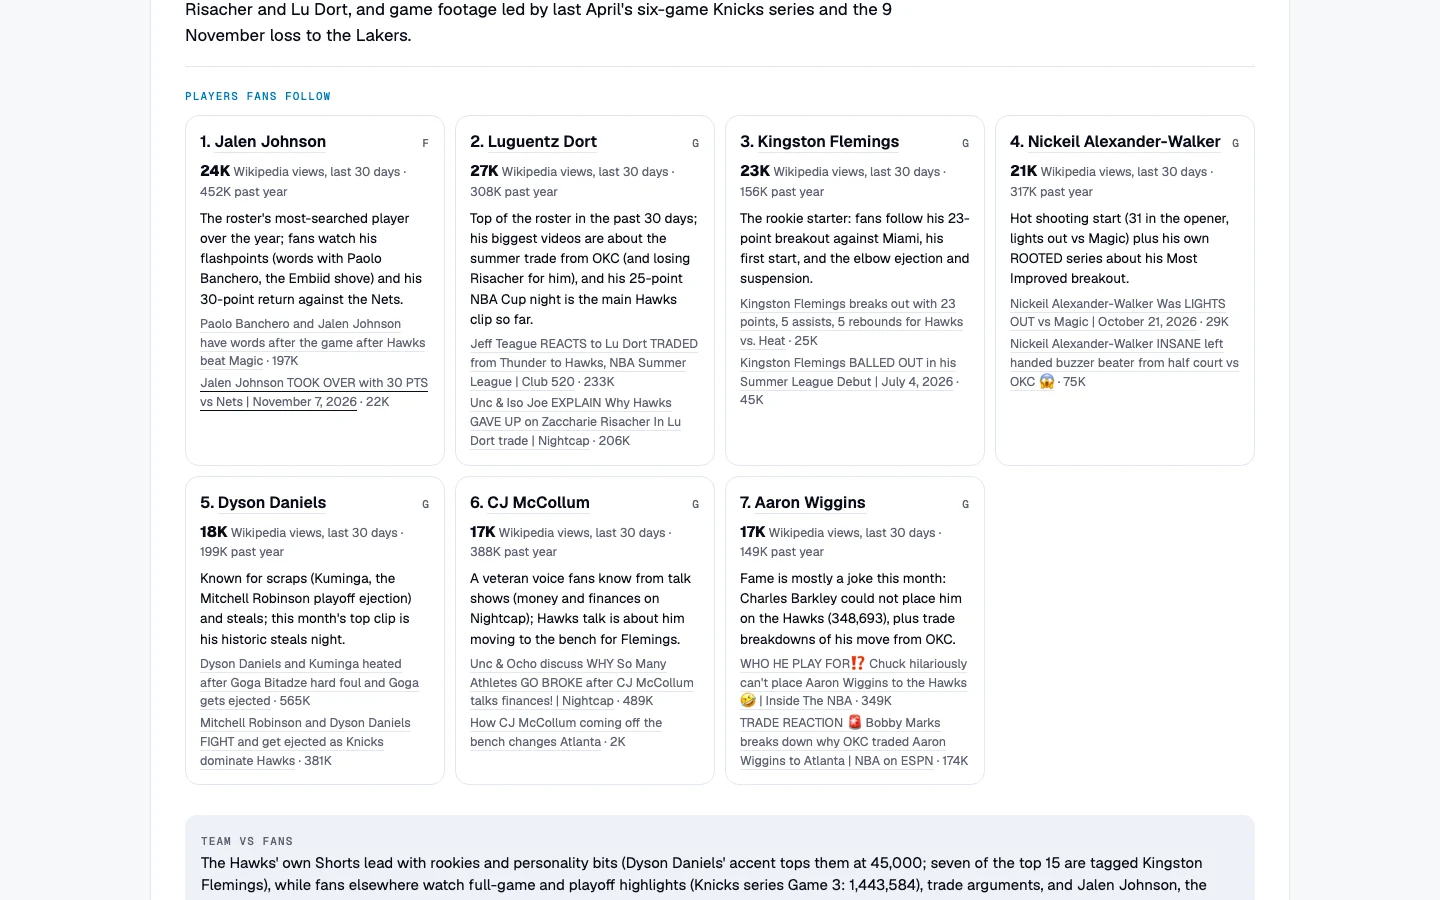 Risacher and Lu Dort, and game footage led by last April's six-game Knicks series and the 9
November loss to the Lakers.
PLAYERS FANS FOLLOW
1. Jalen Johnson F
24K Wikipedia views, last 30 days ·
452K past year
The roster's most-searched player
over the year; fans watch his
flashpoints (words with Paolo
Banchero, the Embiid shove) and his
30-point return against the Nets.
Paolo Banchero and Jalen Johnson
have words after the game after Hawks
beat Magic · 197K
Jalen Johnson TOOK OVER with 30 PTS
vs Nets | November 7, 2026 · 22K
2. Luguentz Dort G
27K Wikipedia views, last 30 days ·
308K past year
Top of the roster in the past 30 days;
his biggest videos are about the
summer trade from OKC (and losing
Risacher for him), and his 25-point
NBA Cup night is the main Hawks
clip so far.
Jeff Teague REACTS to Lu Dort TRADED
from Thunder to Hawks, NBA Summer
League | Club 520 · 233K
Unc & Iso Joe EXPLAIN Why Hawks
GAVE UP on Zaccharie Risacher In Lu
Dort trade | Nightcap · 206K
3. Kingston Flemings G
23K Wikipedia views, last 30 days ·
156K past year
The rookie starter: fans follow his 23-
point breakout against Miami, his
first start, and the elbow ejection and
suspension.
Kingston Flemings breaks out with 23
points, 5 assists, 5 rebounds for Hawks
vs. Heat · 25K
Kingston Flemings BALLED OUT in his
Summer League Debut | July 4, 2026 ·
45K
4. Nickeil Alexander-Walker G
21K Wikipedia views, last 30 days ·
317K past year
Hot shooting start (31 in the opener,
lights out vs Magic) plus his own
ROOTED series about his Most
Improved breakout.
Nickeil Alexander-Walker Was LIGHTS
OUT vs Magic | October 21, 2026 · 29K
Nickeil Alexander-Walker INSANE left
handed buzzer beater from half court vs
OKC 😱 · 75K
5. Dyson Daniels G
18K Wikipedia views, last 30 days ·
199K past year
Known for scraps (Kuminga, the
Mitchell Robinson playoff ejection)
and steals; this month's top clip is
his historic steals night.
Dyson Daniels and Kuminga heated
after Goga Bitadze hard foul and Goga
gets ejected · 565K
Mitchell Robinson and Dyson Daniels
FIGHT and get ejected as Knicks
dominate Hawks · 381K
6. CJ McCollum G
17K Wikipedia views, last 30 days ·
388K past year
A veteran voice fans know from talk
shows (money and finances on
Nightcap); Hawks talk is about him
moving to the bench for Flemings.
Unc & Ocho discuss WHY So Many
Athletes GO BROKE after CJ McCollum
talks finances! | Nightcap · 489K
How CJ McCollum coming off the
bench changes Atlanta · 2K
7. Aaron Wiggins G
17K Wikipedia views, last 30 days ·
149K past year
Fame is mostly a joke this month:
Charles Barkley could not place him
on the Hawks (348,693), plus trade
breakdowns of his move from OKC.
WHO HE PLAY FOR⁉️ Chuck hilariously
can't place Aaron Wiggins to the Hawks
🤣 | Inside The NBA · 349K
TRADE REACTION 🚨 Bobby Marks
breaks down why OKC traded Aaron
Wiggins to Atlanta | NBA on ESPN · 174K
TEAM VS FANS
The Hawks' own Shorts lead with rookies and personality bits (Dyson Daniels' accent tops them at 45,000; seven of the top 15 are tagged Kingston
Flemings), while fans elsewhere watch full-game and playoff highlights (Knicks series Game 3: 1,443,584), trade arguments, and Jalen Johnson, the